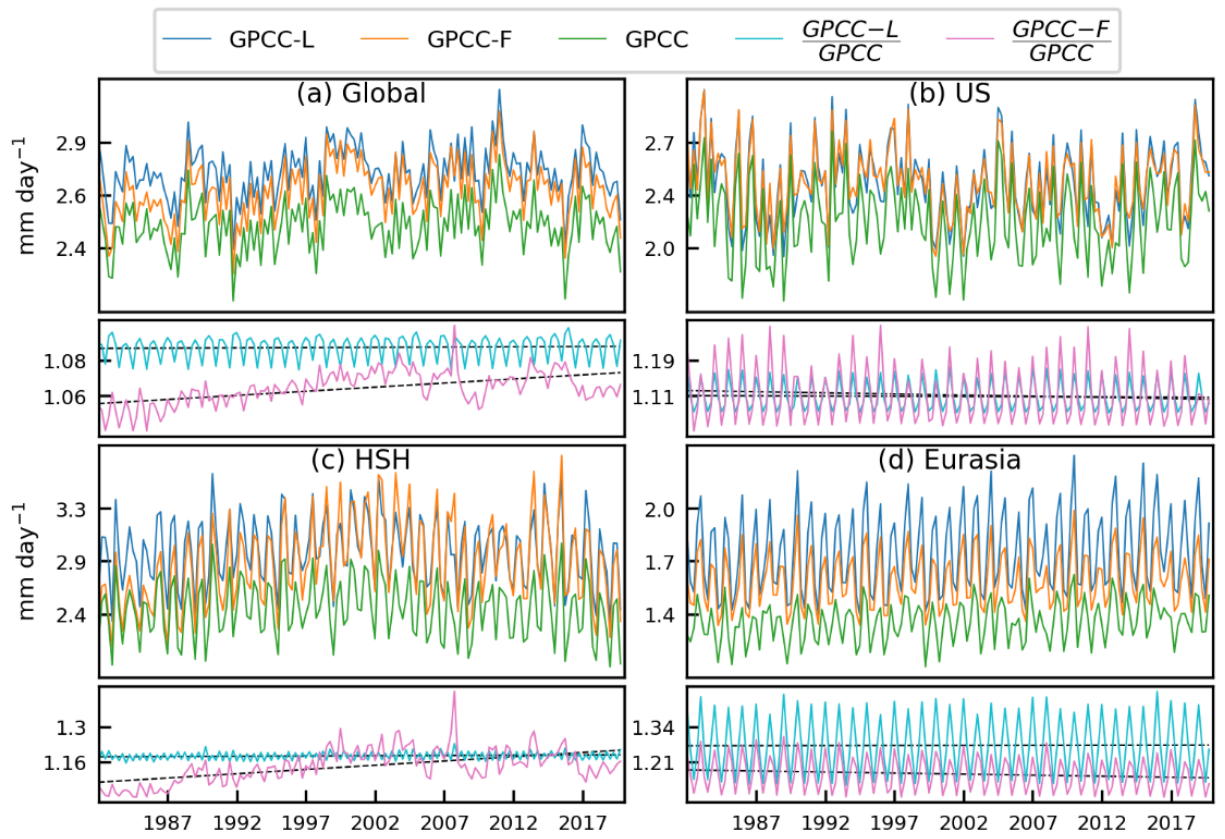 GPCC-L GPCC-F GPCC GPCC−L/GPCC GPCC−F/GPCC
(a) Global
(b) US
mm day⁻¹
2.9
2.6
2.4
2.7
2.4
2.0
1.08
1.06
1.19
1.11
(c) HSH
(d) Eurasia
mm day⁻¹
3.3
2.9
2.4
2.0
1.7
1.4
1.3
1.16
1.34
1.21
1987 1992 1997 2002 2007 2012 2017
1987 1992 1997 2002 2007 2012 2017